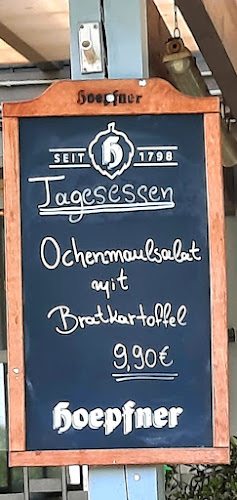 Hoepfner
SEIT h 1798
Tagesessen
Ochenmaulsalat
mit
Bratkartoffel
9,90€
Hoepfner